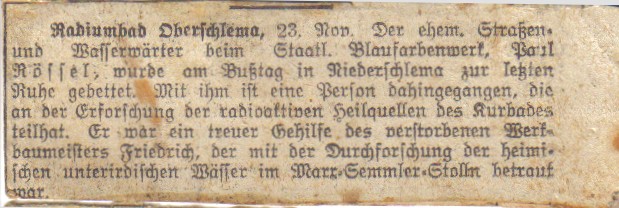 Radiumbad Oberschlema, 23. Nov. Der ehem. Straßen-
und Wasserwärter beim Staatl. Blaufarbenwerk, Paul
Rössel, wurde am Bußtag in Niederschlema zur letzten
Ruhe gebettet. Mit ihm ist eine Person dahingegangen, die
an der Erforschung der radioaktiven Heilquellen des Kurbades
teilhat. Er war ein treuer Gehilfe des verstorbenen Werk-
baumeisters Friedrich, der mit der Durchforschung der heimi-
schen unterirdischen Wässer im Marx-Semmler-Stolln betraut
war.